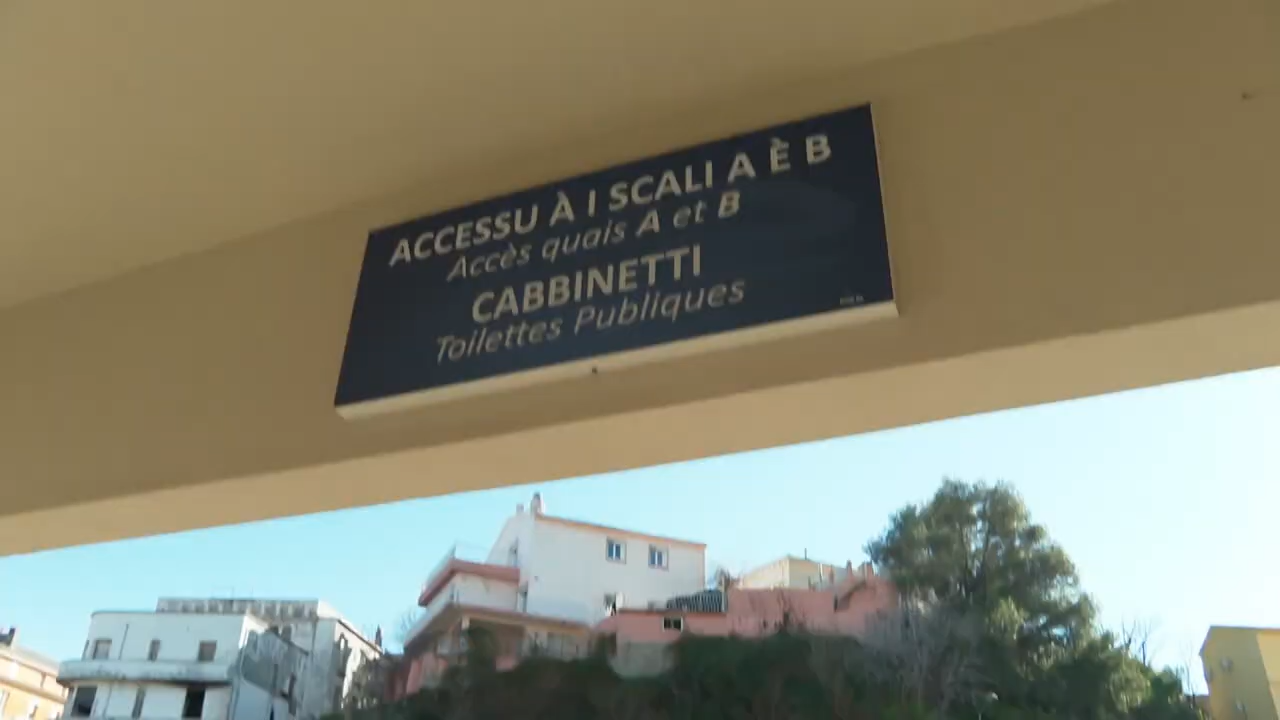 ACCESSU À I SCALI A È B
Accès quais A et B
CABBINETTI
Toilettes Publiques